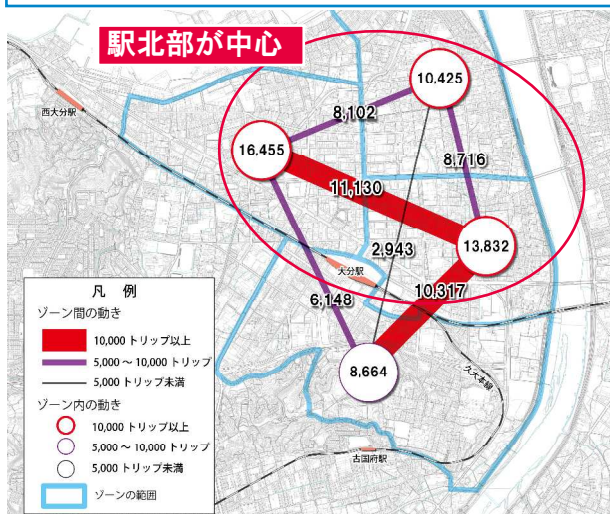 駅北部が中心
10,425
西大分駅
8,102
16,455
8,716
11,130
13,832
2,943
大分駅
10,317
6,148
8,664
久大本線
古国府駅
凡 例
ゾーン間の動き
10,000 トリップ以上
5,000 ～ 10,000 トリップ
5,000 トリップ未満
ゾーン内の動き
10,000 トリップ以上
5,000 ～ 10,000 トリップ
5,000 トリップ未満
ゾーンの範囲